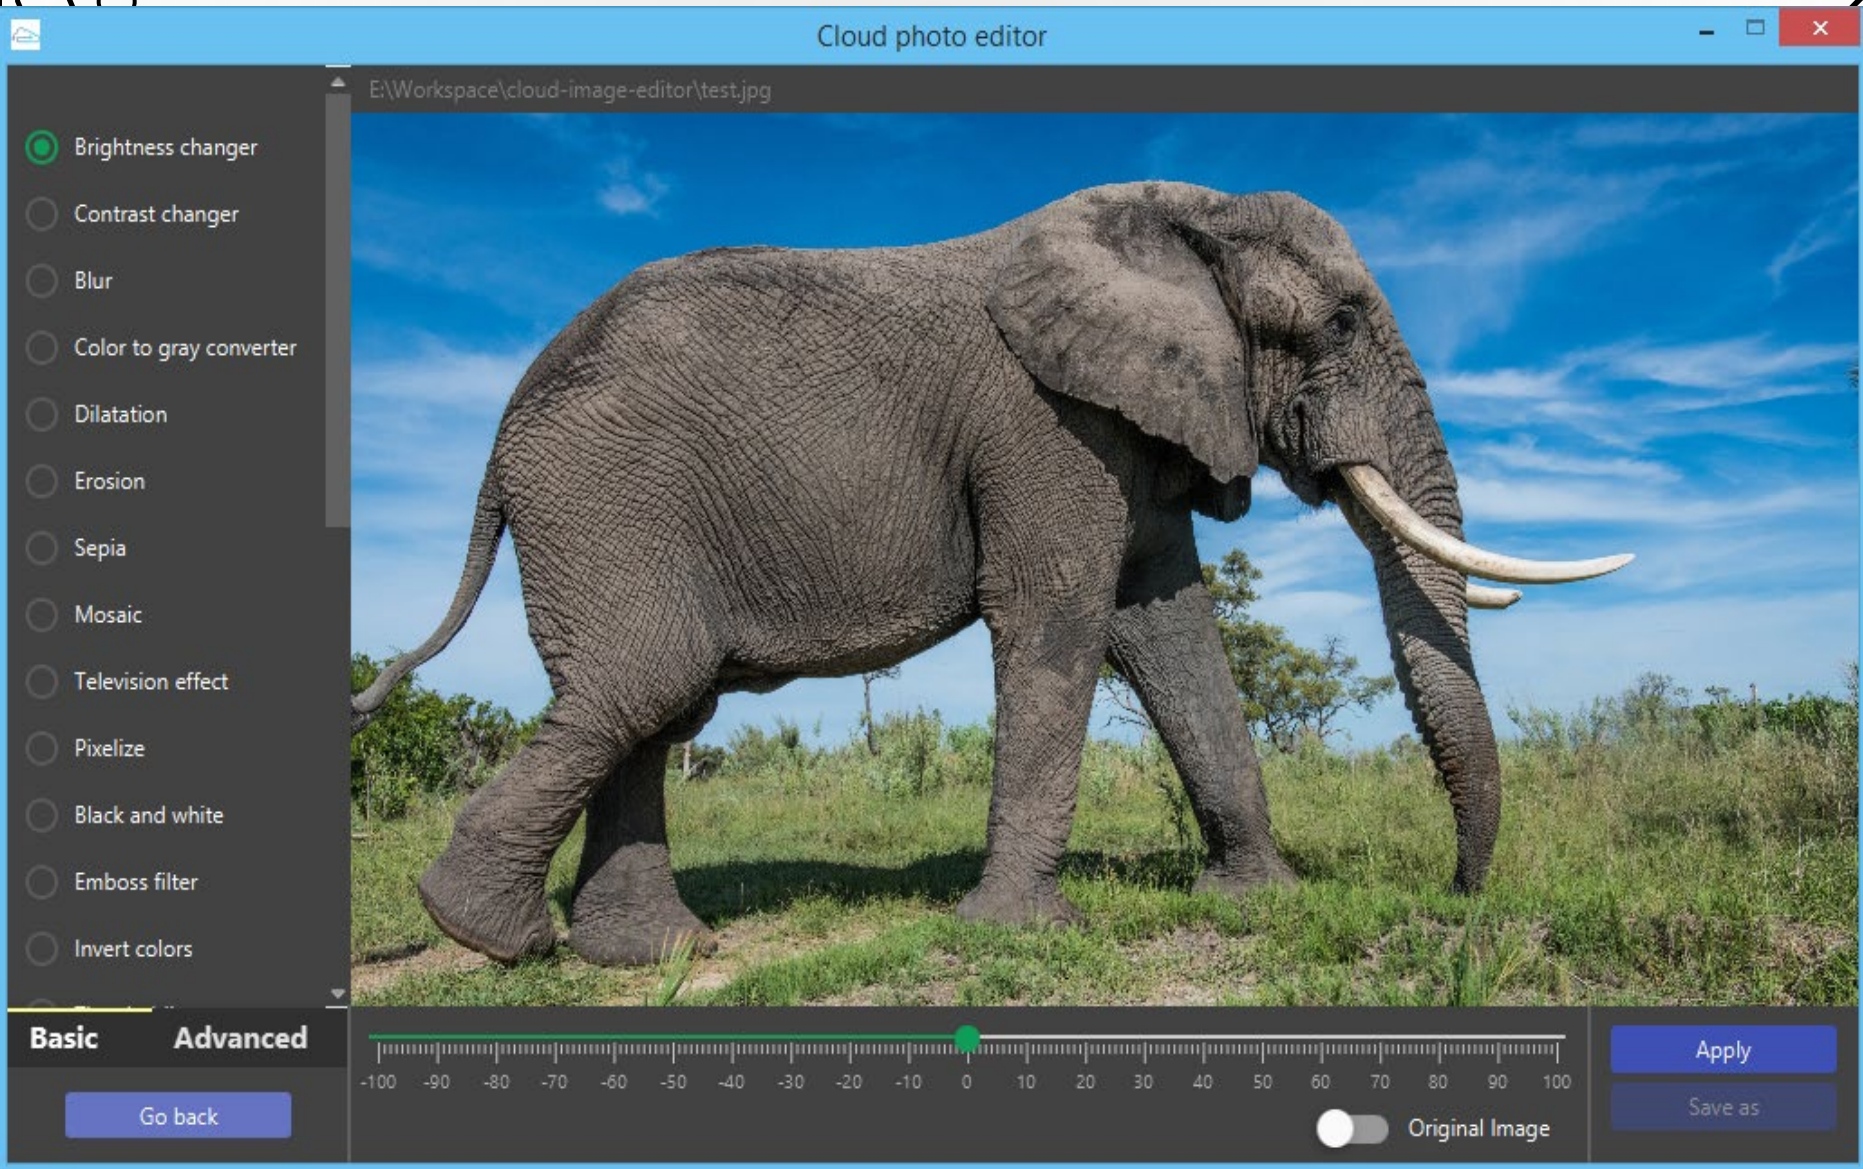 Cloud photo editor
E:\Workspace\cloud-image-editor\test.jpg
Brightness changer
Contrast changer
Blur
Color to gray converter
Dilatation
Erosion
Sepia
Mosaic
Television effect
Pixelize
Black and white
Emboss filter
Invert colors
Basic Advanced
Go back
-100 -90 -80 -70 -60 -50 -40 -30 -20 -10 0 10 20 30 40 50 60 70 80 90 100
Original Image
Apply
Save as